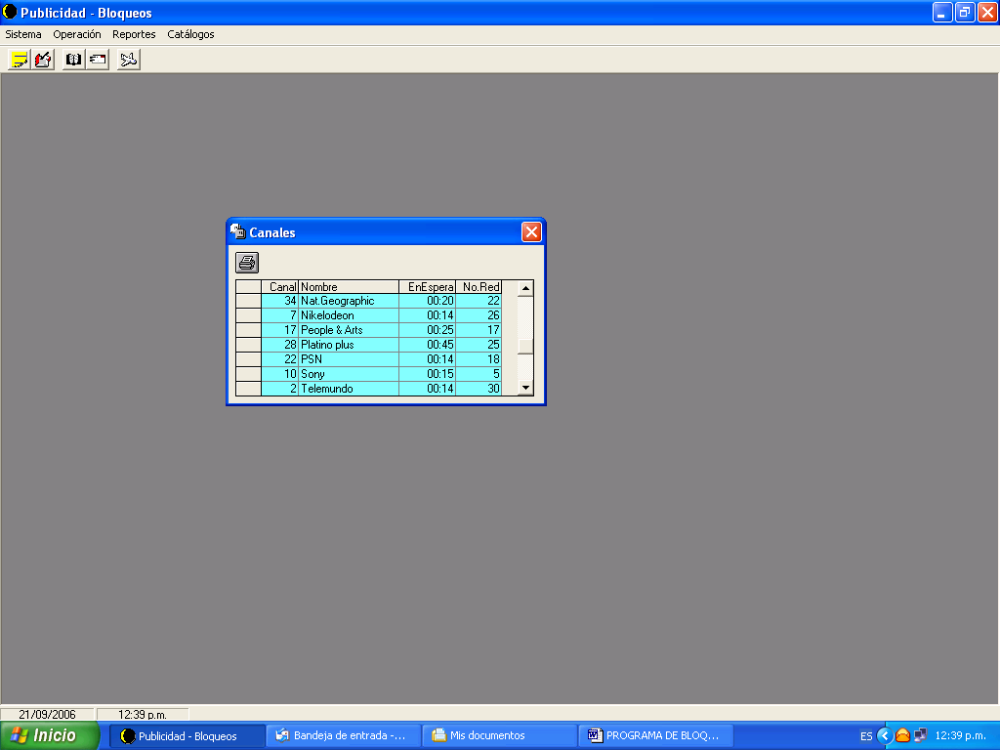 Publicidad - Bloqueos
Sistema Operación Reportes Catálogos
Canales
Canal Nombre EnEspera No.Red
34 Nat.Geographic 00:20 22
7 Nikelodeon 00:14 26
17 People & Arts 00:25 17
28 Platino plus 00:45 25
22 PSN 00:14 18
10 Sony 00:15 5
2 Telemundo 00:14 30
21/09/2006 12:39 p.m.
Inicio Publicidad - Bloqueos Bandeja de entrada -... Mis documentos PROGRAMA DE BLOQ... ES 12:39 p.m.